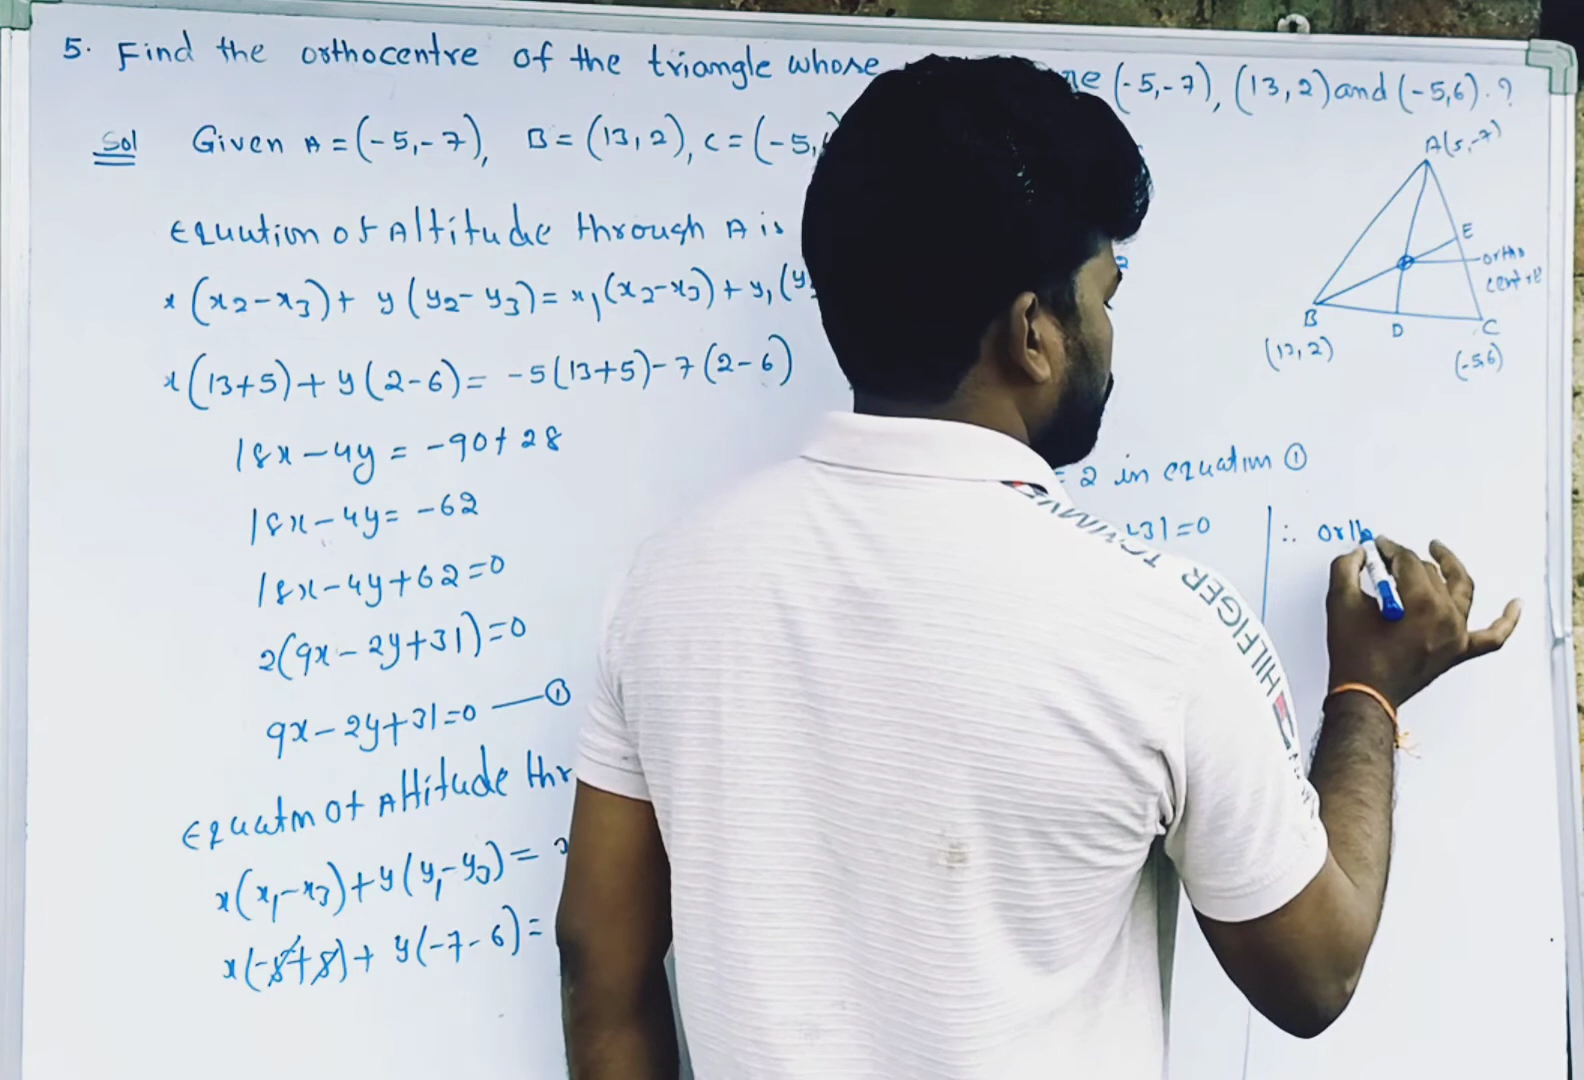 5. Find the orthocentre of the triangle whose (-5,-7), (13,2) and (-5,6).?
Sol Given A = (-5,-7), B = (13,2), C = (-5,
Equation of Altitude through A is
x(x2-x3)+ y(y2-y3)= x1(x2-x3)+y1(y
x(13+5)+y(2-6)= -5(13+5)-7(2-6)
18x-4y = -90+28
18x-4y= -62
18x-4y+62=0
2(9x-2y+31)=0
9x-2y+31=0 —①
Equatn of Altitude thr
x(x1-x3)+y(y1-y3)=
x(-5+5)+ y(-7-6)=
A(5,-7)
E
ortho
centre
B
D
C
(13,2)
(-5,6)
= 2 in equation ①
+31=0
∴ orth
TOMMY HILFIGER